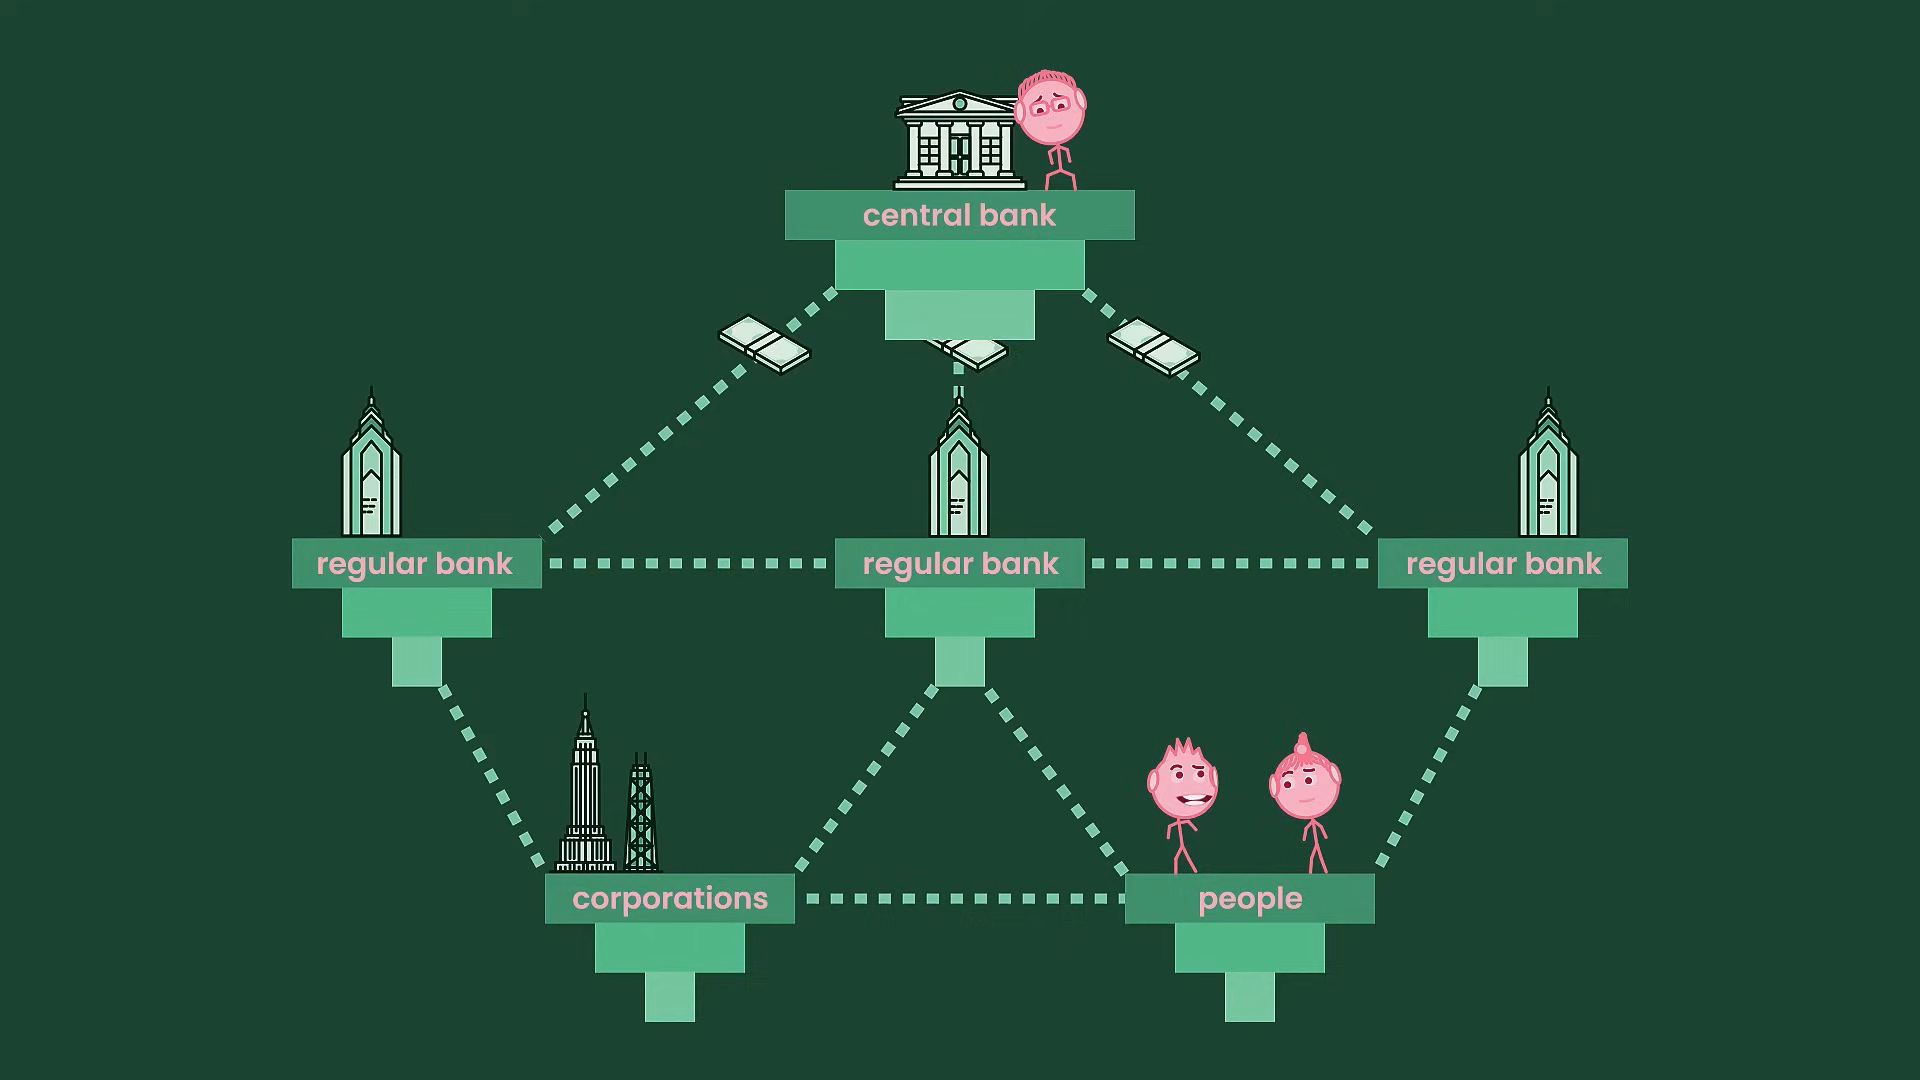 central bank
regular bank
regular bank
regular bank
corporations
people